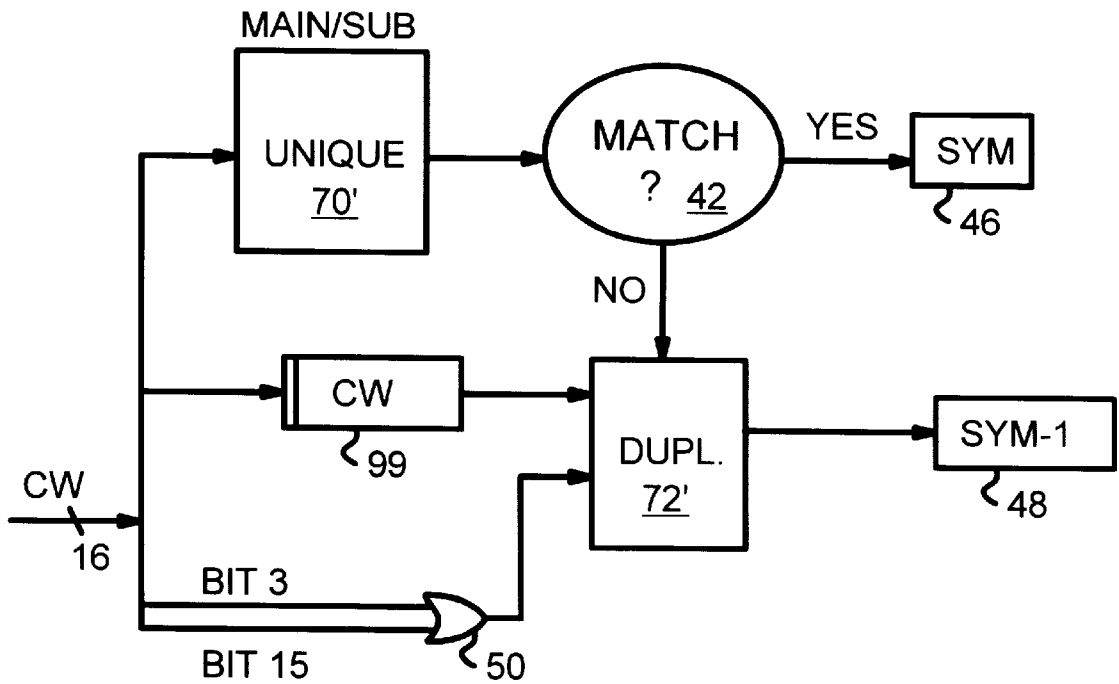 MAIN/SUB
UNIQUE
70'
MATCH
?
42
YES
SYM
46
NO
CW
99
DUPL.
72'
SYM-1
48
CW
16
BIT 3
BIT 15
50